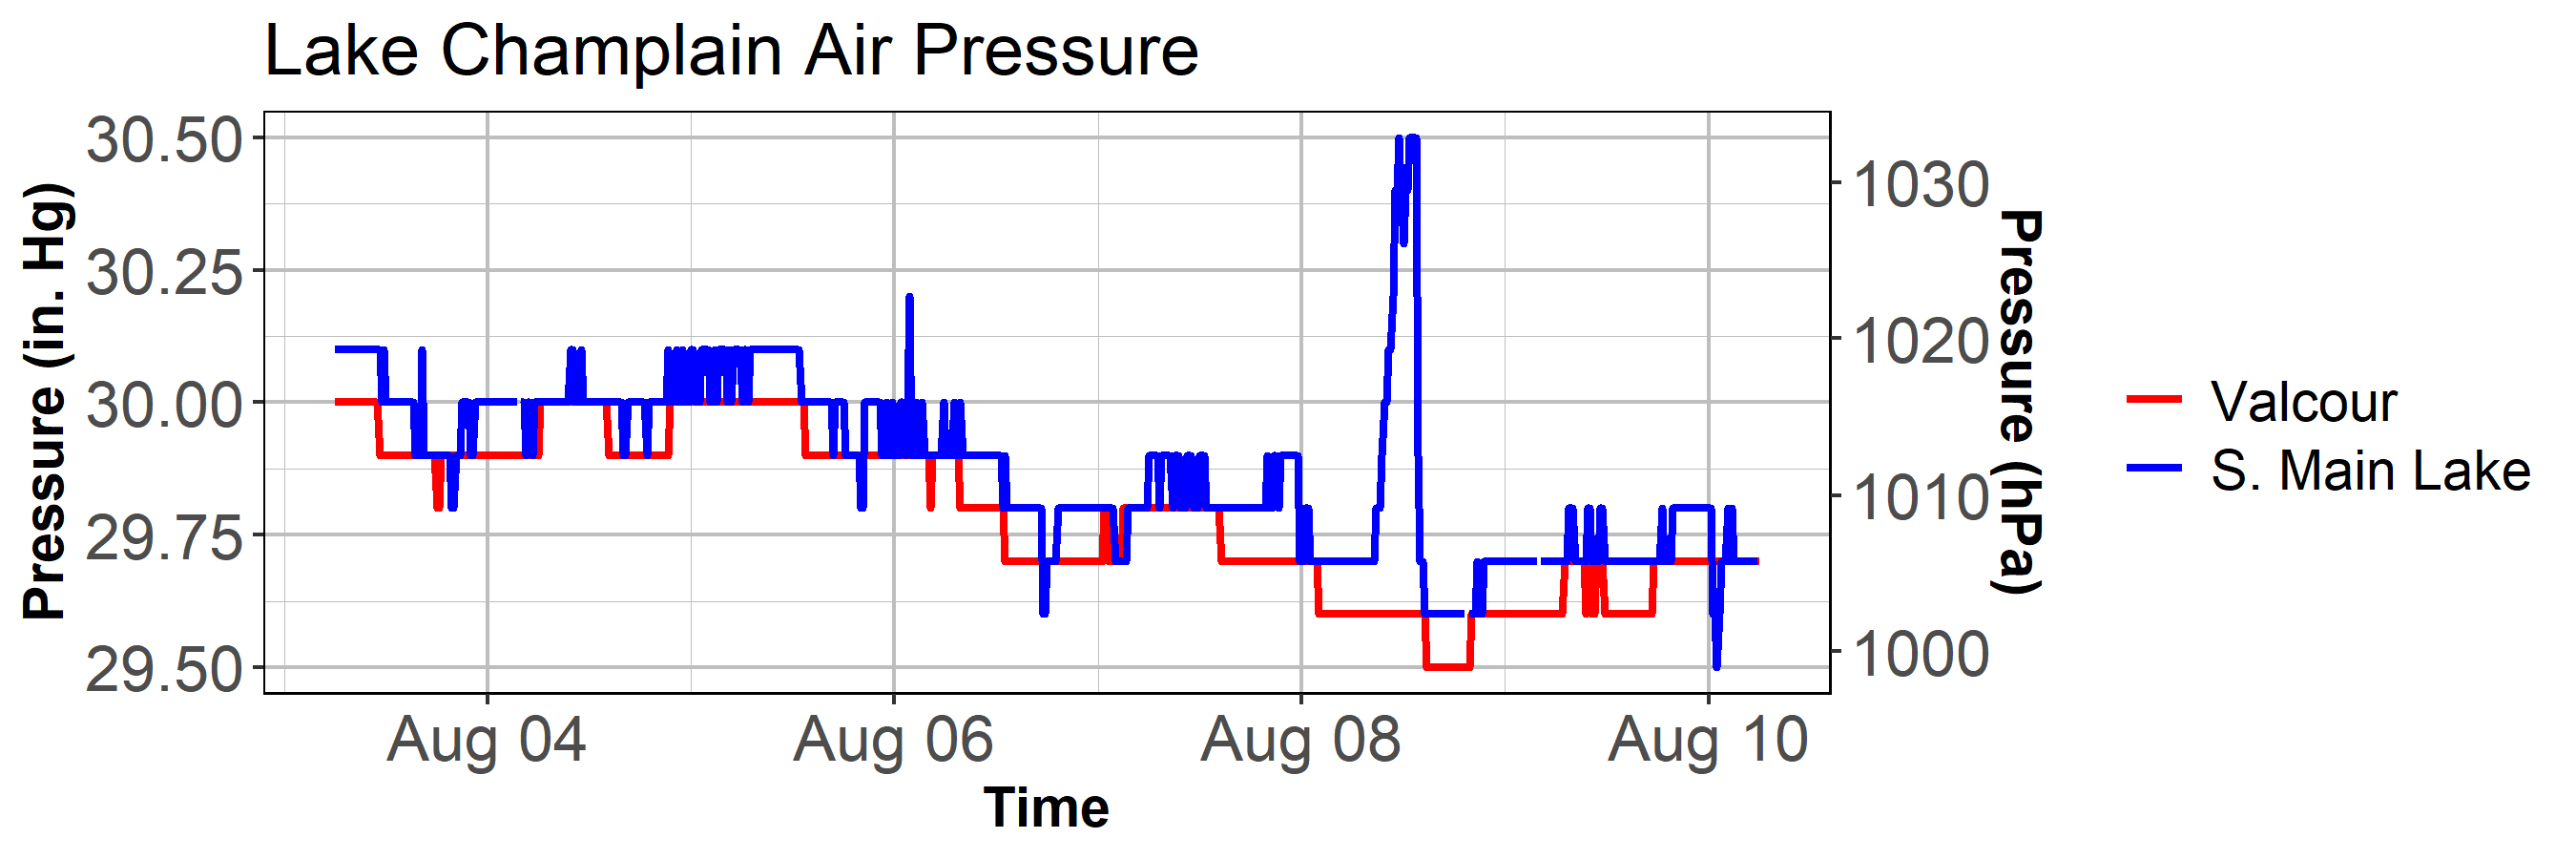 Lake Champlain Air Pressure
30.50
30.25
30.00
29.75
29.50
Pressure (in. Hg)
1030
1020
1010
1000
Pressure (hPa)
Aug 04
Aug 06
Aug 08
Aug 10
Time
Valcour
S. Main Lake